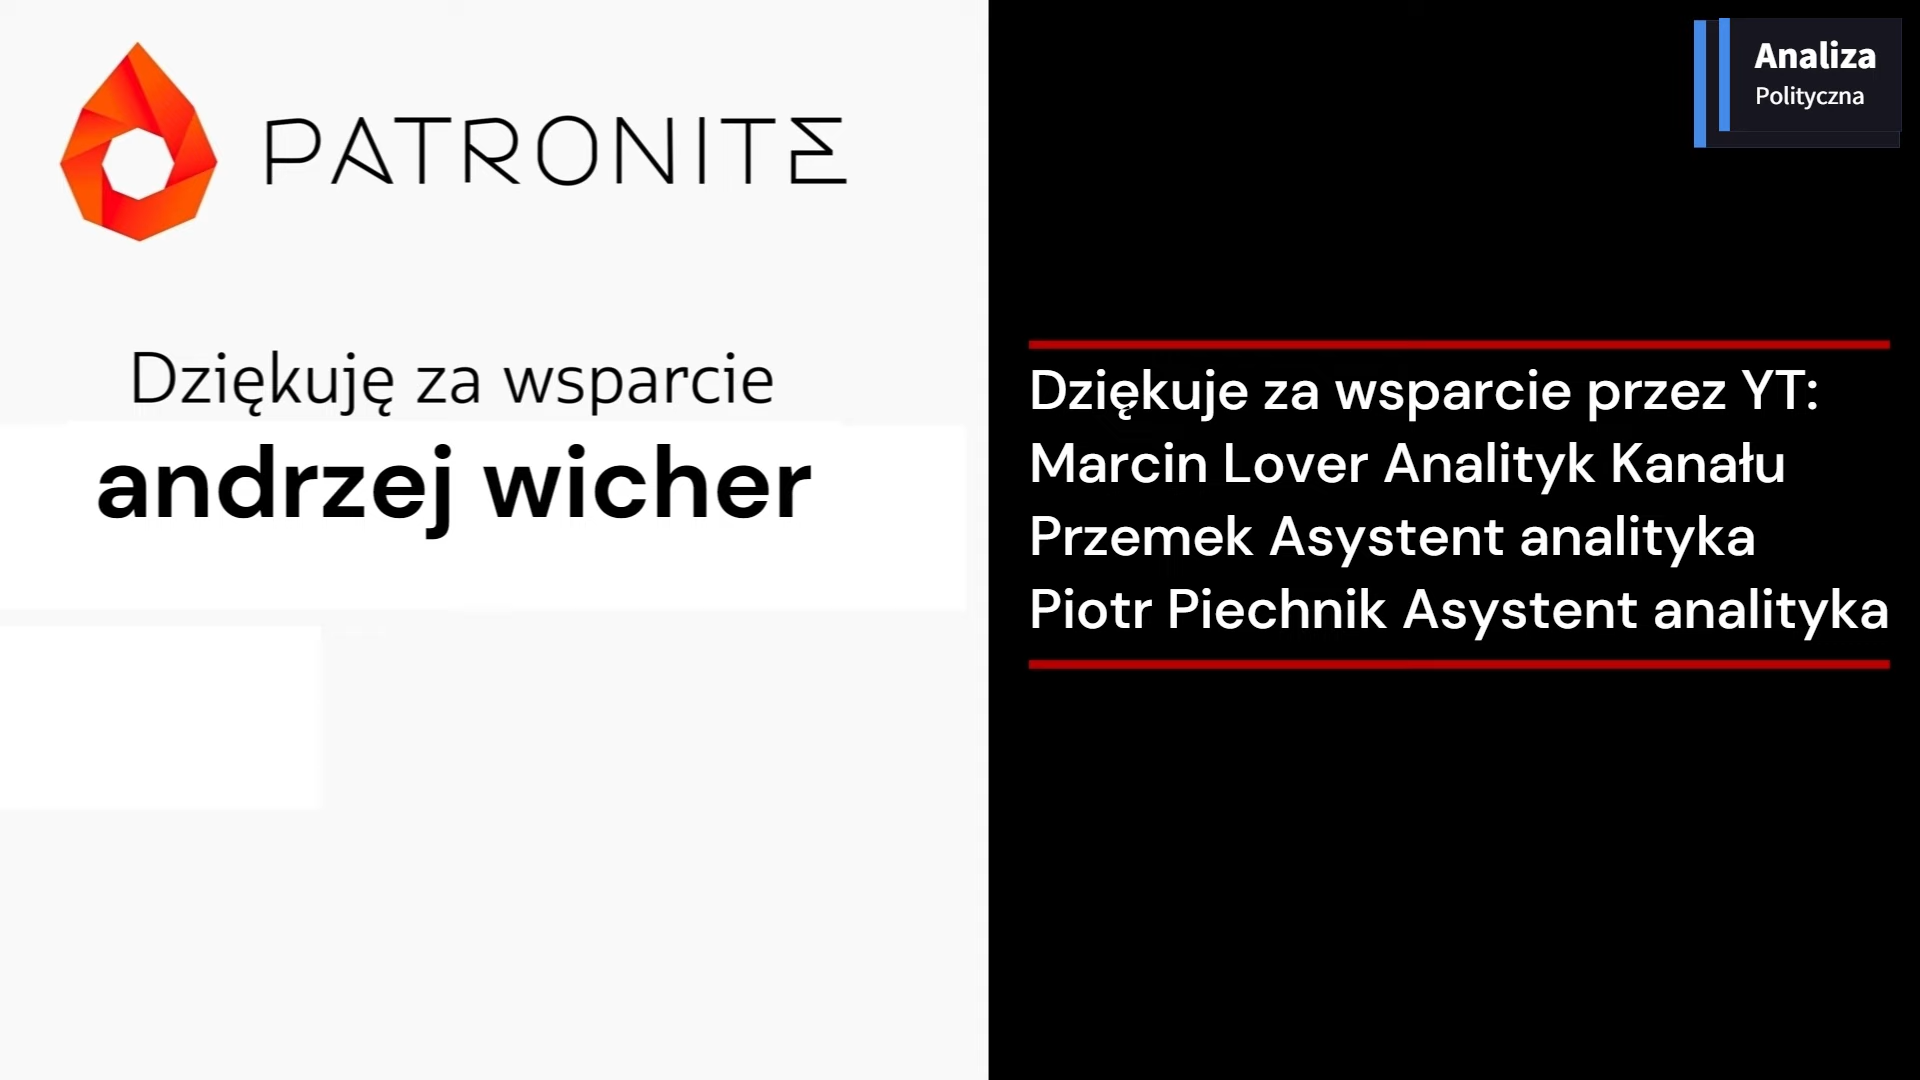 PATRONITE
Dziękuję za wsparcie
andrzej wicher
Analiza
Polityczna
Dziękuje za wsparcie przez YT:
Marcin Lover Analityk Kanału
Przemek Asystent analityka
Piotr Piechnik Asystent analityka